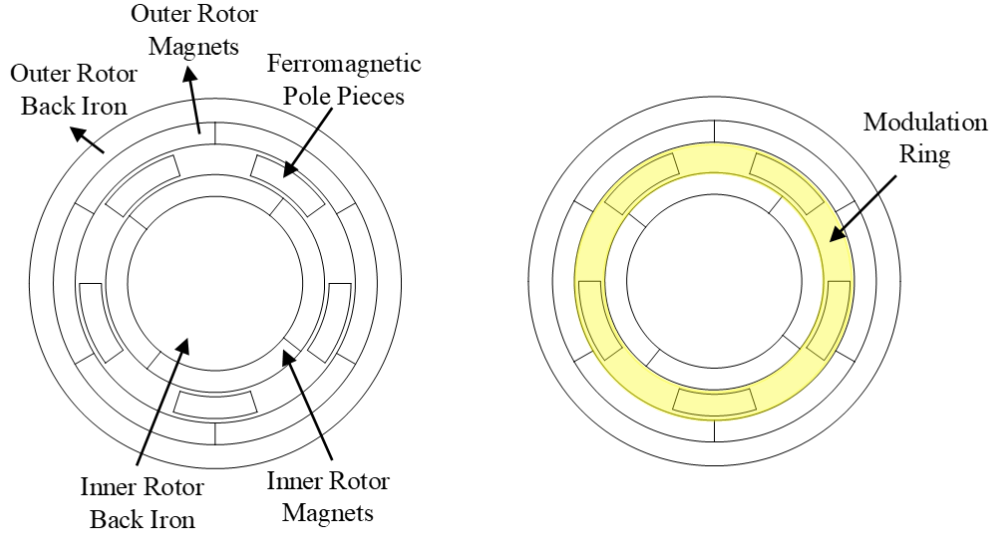 Outer Rotor
Magnets
Outer Rotor
Back Iron
Ferromagnetic
Pole Pieces
Modulation
Ring
Inner Rotor
Back Iron
Inner Rotor
Magnets